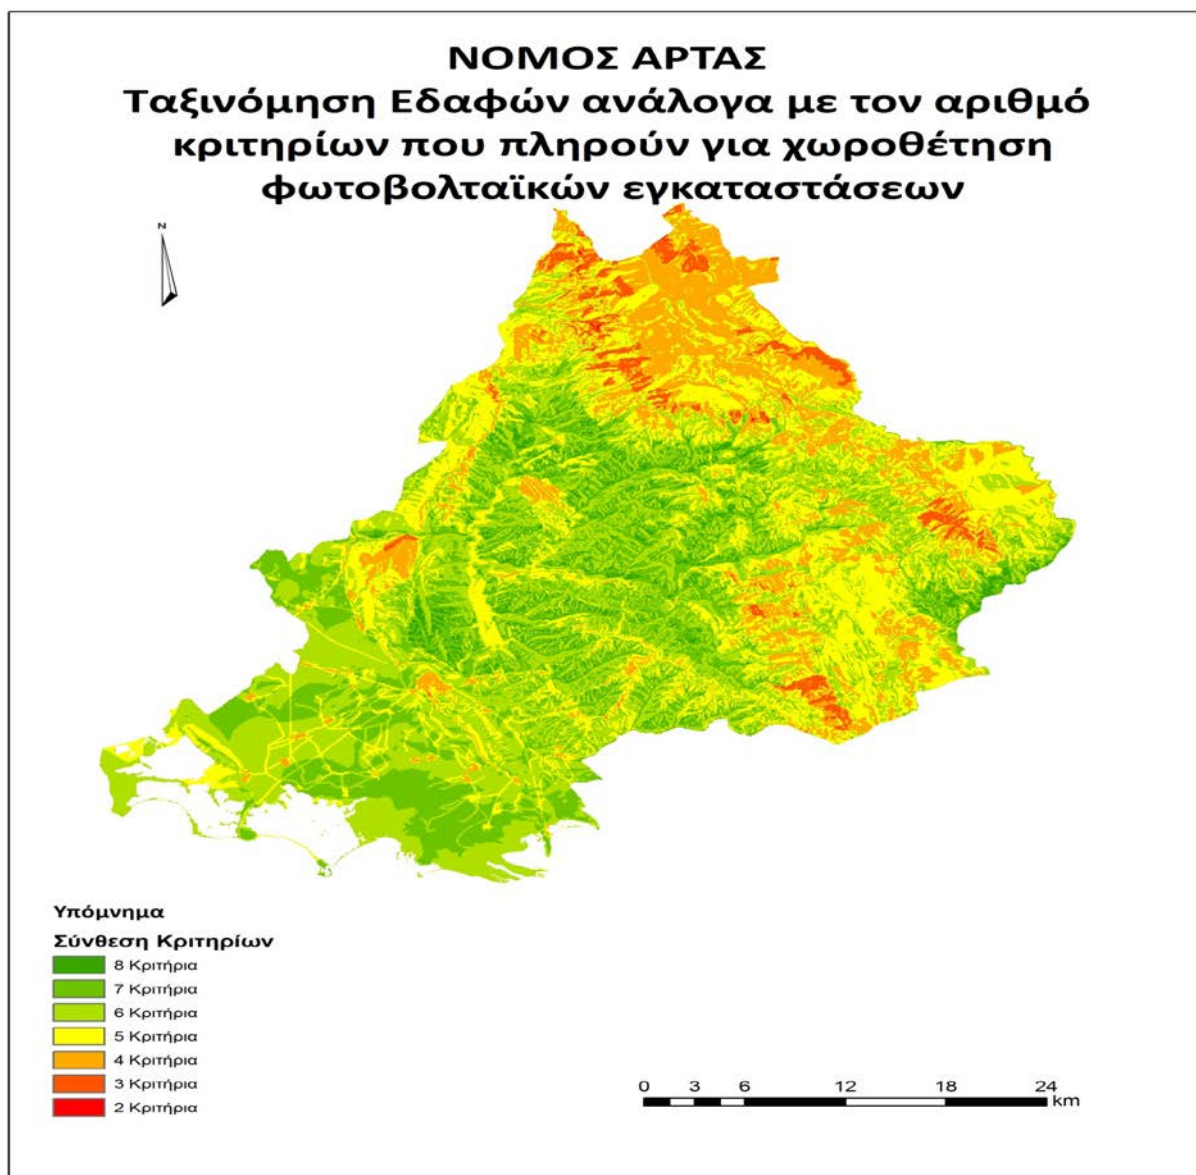 ΝΟΜΟΣ ΑΡΤΑΣ
Ταξινόμηση Εδαφών ανάλογα με τον αριθμό
κριτηρίων που πληρούν για χωροθέτηση
φωτοβολταϊκών εγκαταστάσεων
N
Υπόμνημα
Σύνθεση Κριτηρίων
8 Κριτήρια
7 Κριτήρια
6 Κριτήρια
5 Κριτήρια
4 Κριτήρια
3 Κριτήρια
2 Κριτήρια
0 3 6 12 18 24
km